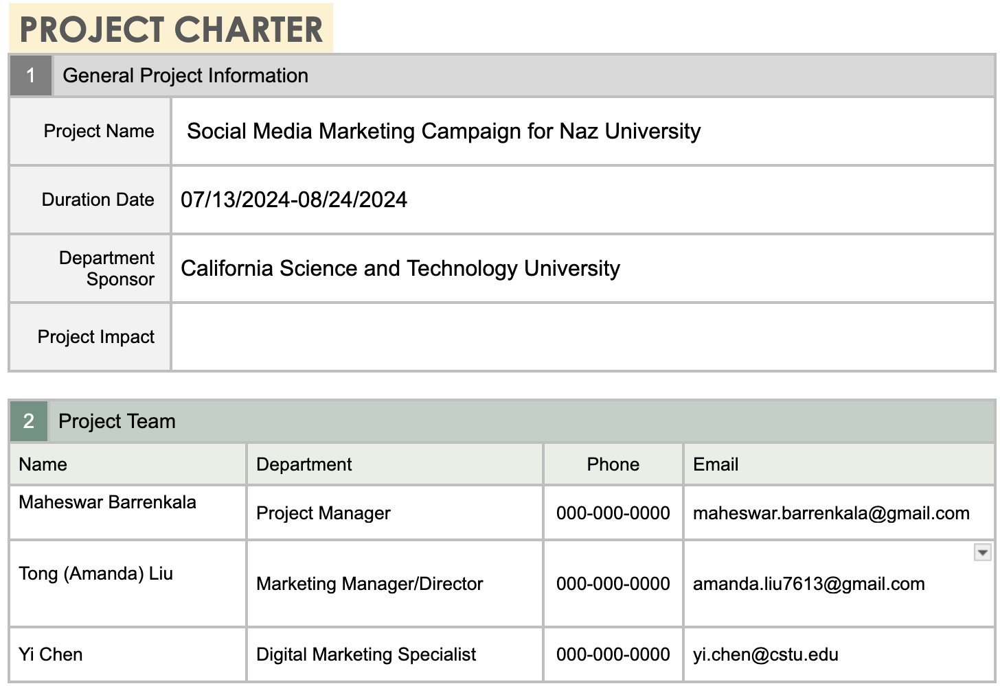 PROJECT CHARTER
1 General Project Information
Project Name Social Media Marketing Campaign for Naz University
Duration Date 07/13/2024-08/24/2024
Department
Sponsor California Science and Technology University
Project Impact
2 Project Team
Name Department Phone Email
Maheswar Barrenkala Project Manager 000-000-0000 maheswar.barrenkala@gmail.com
Tong (Amanda) Liu Marketing Manager/Director 000-000-0000 amanda.liu7613@gmail.com
Yi Chen Digital Marketing Specialist 000-000-0000 yi.chen@cstu.edu